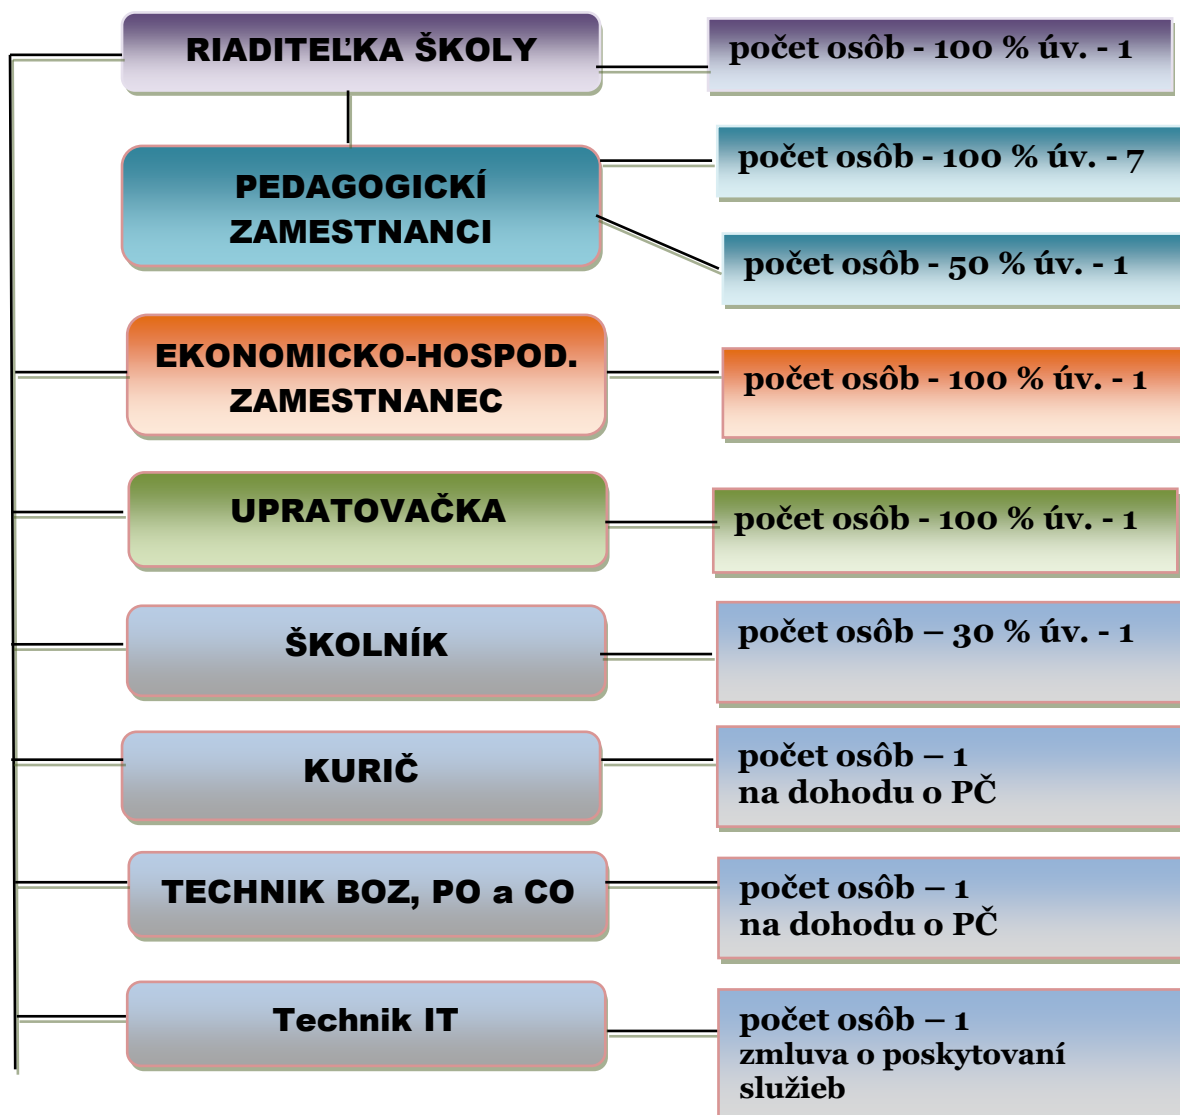 RIADITEĽKA ŠKOLY
počet osôb - 100 % úv. - 1
PEDAGOGICKÍ
ZAMESTNANCI
počet osôb - 100 % úv. - 7
počet osôb - 50 % úv. - 1
EKONOMICKO-HOSPOD.
ZAMESTNANEC
počet osôb - 100 % úv. - 1
UPRATOVAČKA
počet osôb - 100 % úv. - 1
ŠKOLNÍK
počet osôb – 30 % úv. - 1
KURIČ
počet osôb – 1
na dohodu o PČ
TECHNIK BOZ, PO a CO
počet osôb – 1
na dohodu o PČ
Technik IT
počet osôb – 1
zmluva o poskytovaní
služieb